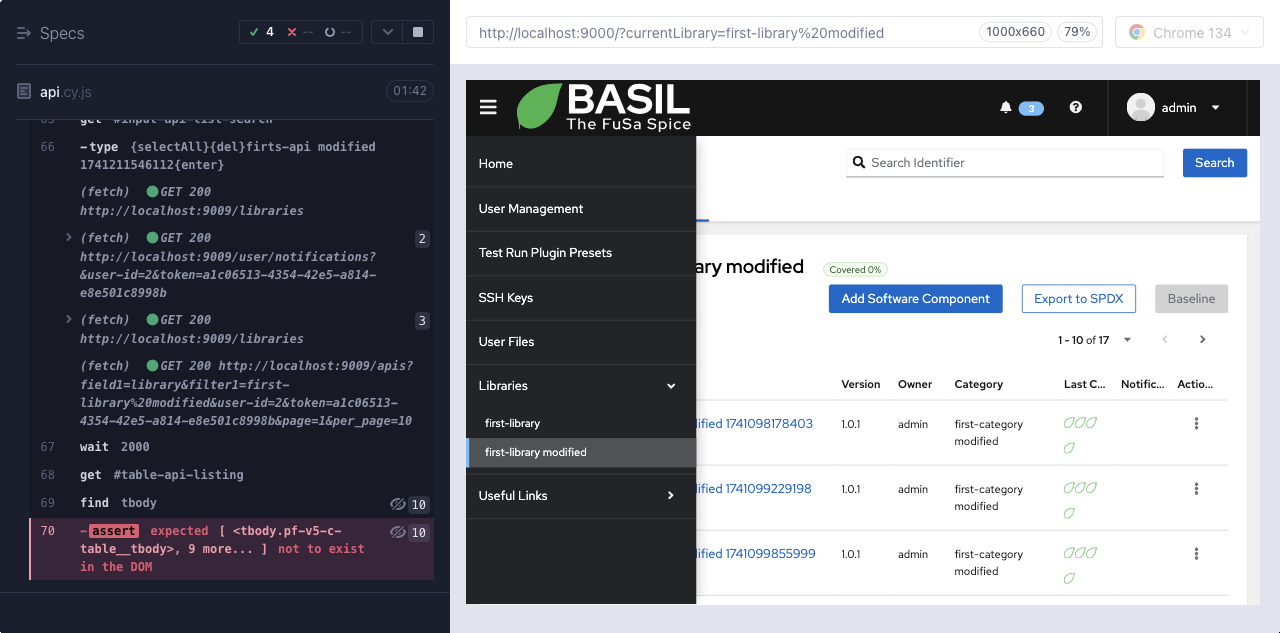 Specs
4
--
--
http://localhost:9000/?currentLibrary=first-library%20modified
1000x660
79%
Chrome 134
api.cy.js
01:42
get #input-api-list-search
66 -type {selectAll}{del}firts-api modified
1741211546112{enter}
(fetch) GET 200
http://localhost:9009/libraries
(fetch) GET 200 2
http://localhost:9009/user/notifications?
&user-id=2&token=a1c06513-4354-42e5-a814-
e8e501c8998b
(fetch) GET 200 3
http://localhost:9009/libraries
(fetch) GET 200 http://localhost:9009/apis?
field1=library&filter1=first-
library%20modified&user-id=2&token=a1c06513-
4354-42e5-a814-e8e501c8998b&page=1&per_page=10
67 wait 2000
68 get #table-api-listing
69 find tbody 10
70 -assert expected [ <tbody.pf-v5-c- 10
table__tbody>, 9 more... ] not to exist
in the DOM
BASIL
The FuSa Spice
3
admin
Home
User Management
Test Run Plugin Presets
SSH Keys
User Files
Libraries
first-library
first-library modified
Useful Links
Search Identifier
Search
ary modified
Covered 0%
Add Software Component
Export to SPDX
Baseline
1 - 10 of 17
Version Owner Category Last C... Notific... Actio...
ified 1741098178403 1.0.1 admin first-category
modified
ified 1741099229198 1.0.1 admin first-category
modified
ified 1741099855999 1.0.1 admin first-category
modified